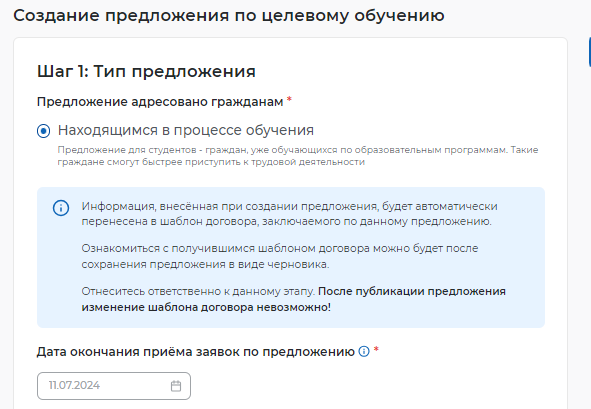 Создание предложения по целевому обучению
Шаг 1: Тип предложения
Предложение адресовано гражданам *
Находящимся в процессе обучения
Предложение для студентов - граждан, уже обучающихся по образовательным программам. Такие
граждане смогут быстрее приступить к трудовой деятельности
Информация, внесённая при создании предложения, будет автоматически
перенесена в шаблон договора, заключаемого по данному предложению.
Ознакомиться с получившимся шаблоном договора можно будет после
сохранения предложения в виде черновика.
Отнеситесь ответственно к данному этапу. После публикации предложения
изменение шаблона договора невозможно!
Дата окончания приёма заявок по предложению *
11.07.2024